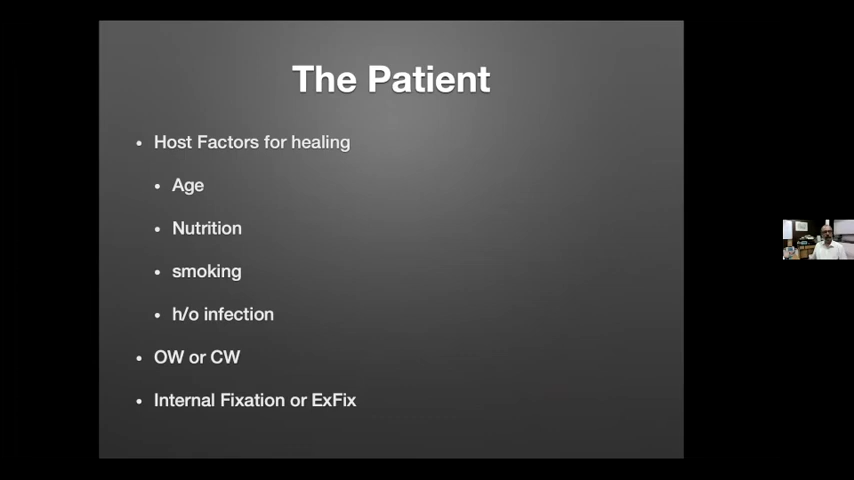 The Patient
• Host Factors for healing
• Age
• Nutrition
• smoking
• h/o infection
• OW or CW
• Internal Fixation or ExFix